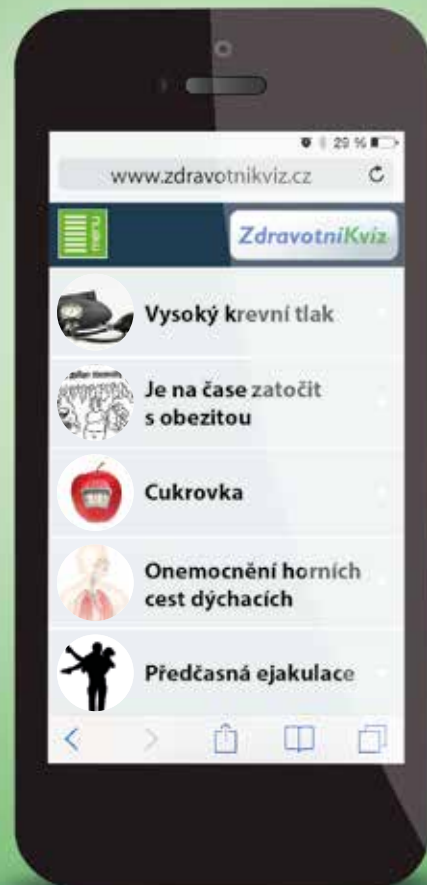 29 %
www.zdravotnikviz.cz
menu
ZdravotniKviz
Vysoký krevní tlak
Je na čase zatočit
s obezitou
Cukrovka
Onemocnění horních
cest dýchacích
Předčasná ejakulace